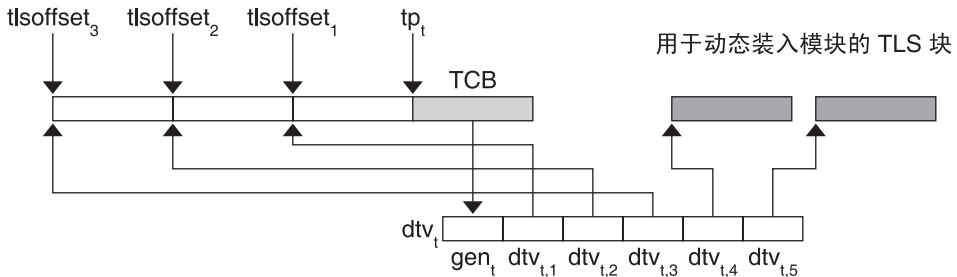 tlsoffset₃ tlsoffset₂ tlsoffset₁ tpₜ
用于动态装入模块的 TLS 块
TCB
dtvₜ
genₜ dtvₜ,₁ dtvₜ,₂ dtvₜ,₃ dtvₜ,₄ dtvₜ,₅